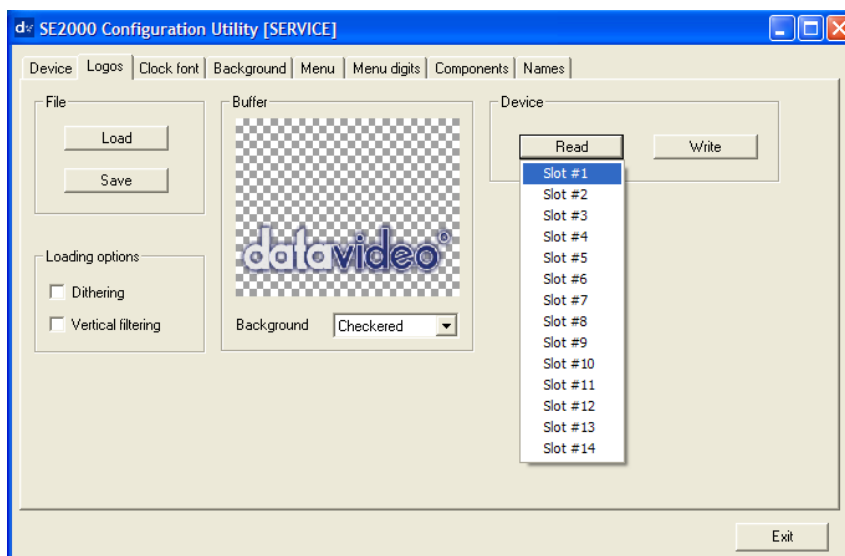 SE2000 Configuration Utility [SERVICE]
Device Logos Clock font Background Menu Menu digits Components Names
File
Load
Save
Loading options
Dithering
Vertical filtering
Buffer
datavideo®
Background Checkered
Device
Read Write
Slot #1
Slot #2
Slot #3
Slot #4
Slot #5
Slot #6
Slot #7
Slot #8
Slot #9
Slot #10
Slot #11
Slot #12
Slot #13
Slot #14
Exit